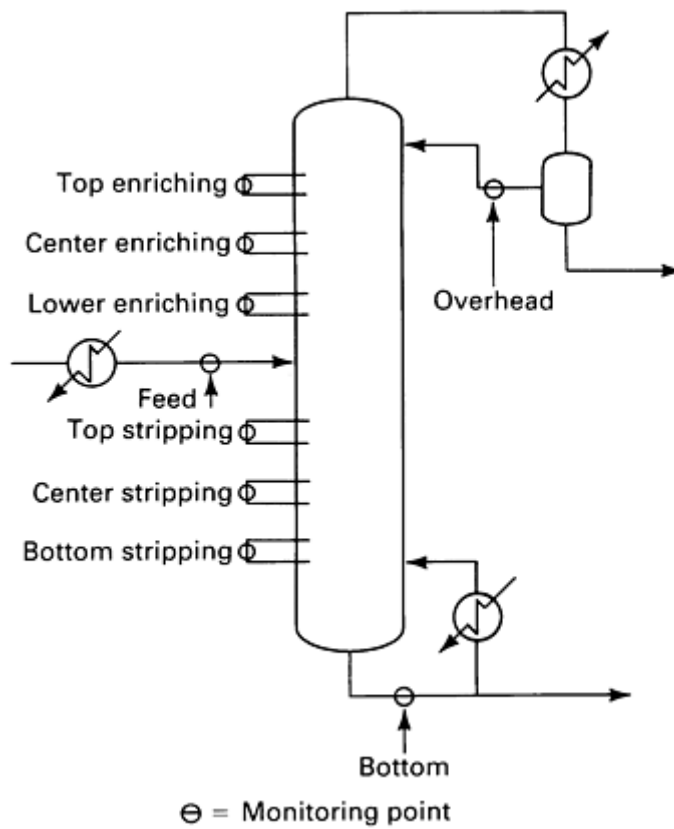 Top enriching
Center enriching
Lower enriching
Overhead
Feed
Top stripping
Center stripping
Bottom stripping
Bottom
= Monitoring point